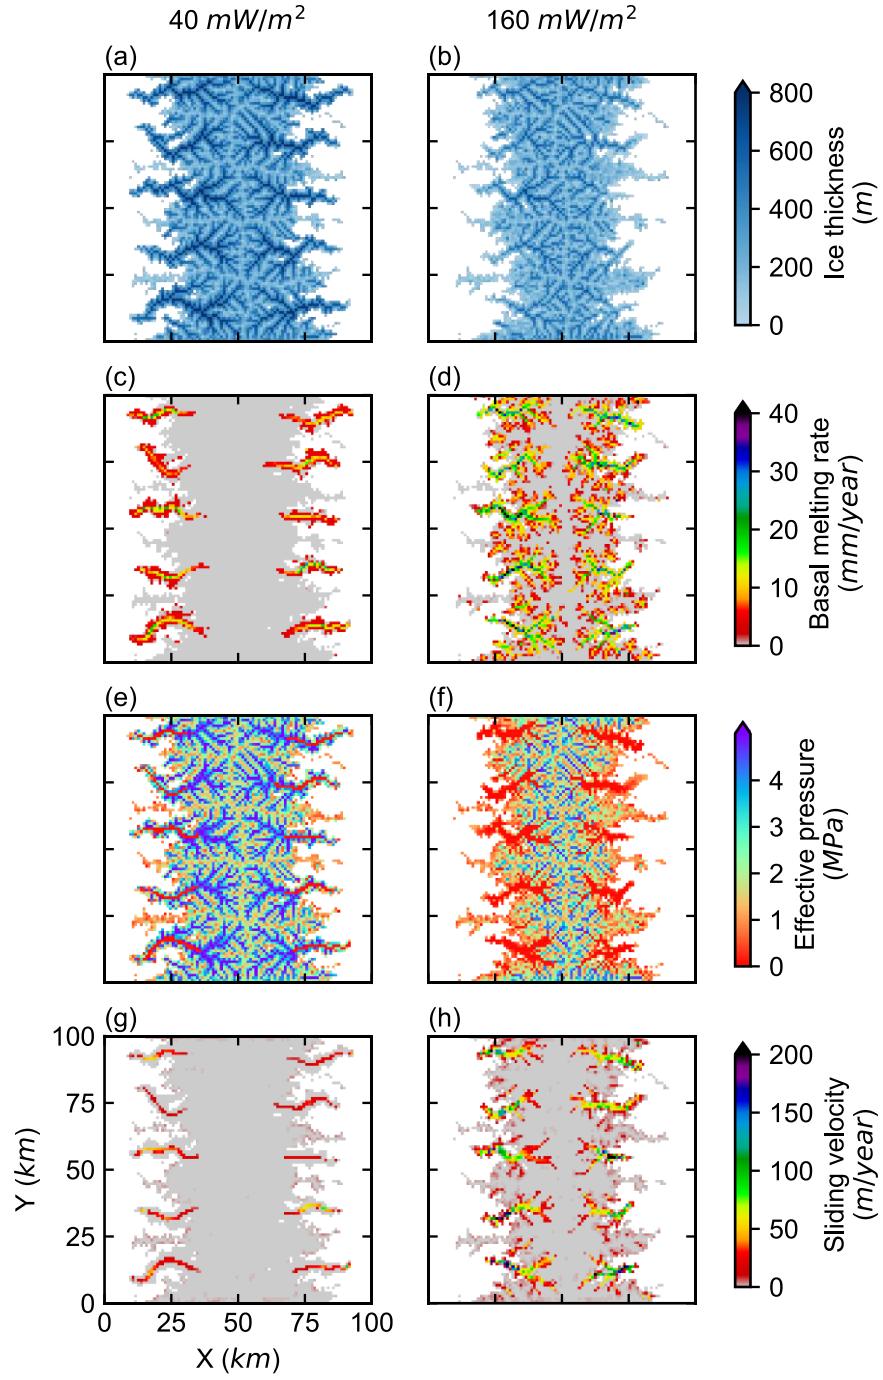 40 mW/m²
160 mW/m²
(a)
(b)
800
600
400
200
0
Ice thickness
(m)
(c)
(d)
40
30
20
10
0
Basal melting rate
(mm/year)
(e)
(f)
4
3
2
1
0
Effective pressure
(MPa)
(g)
(h)
100
75
50
25
0
Y (km)
0
25
50
75
100
X (km)
200
150
100
50
0
Sliding velocity
(m/year)